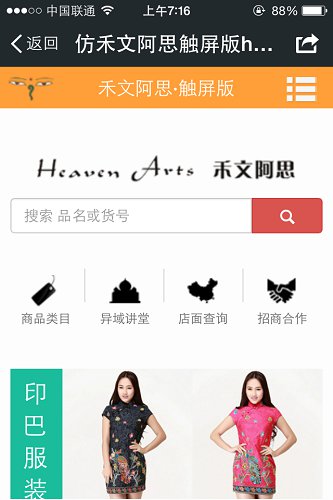 中国联通 上午7:16 88%
返回 仿禾文阿思触屏版h...
禾文阿思·触屏版
Heaven Arts 禾文阿思
搜索 品名或货号
商品类目 异域讲堂 店面查询 招商合作
印巴服装